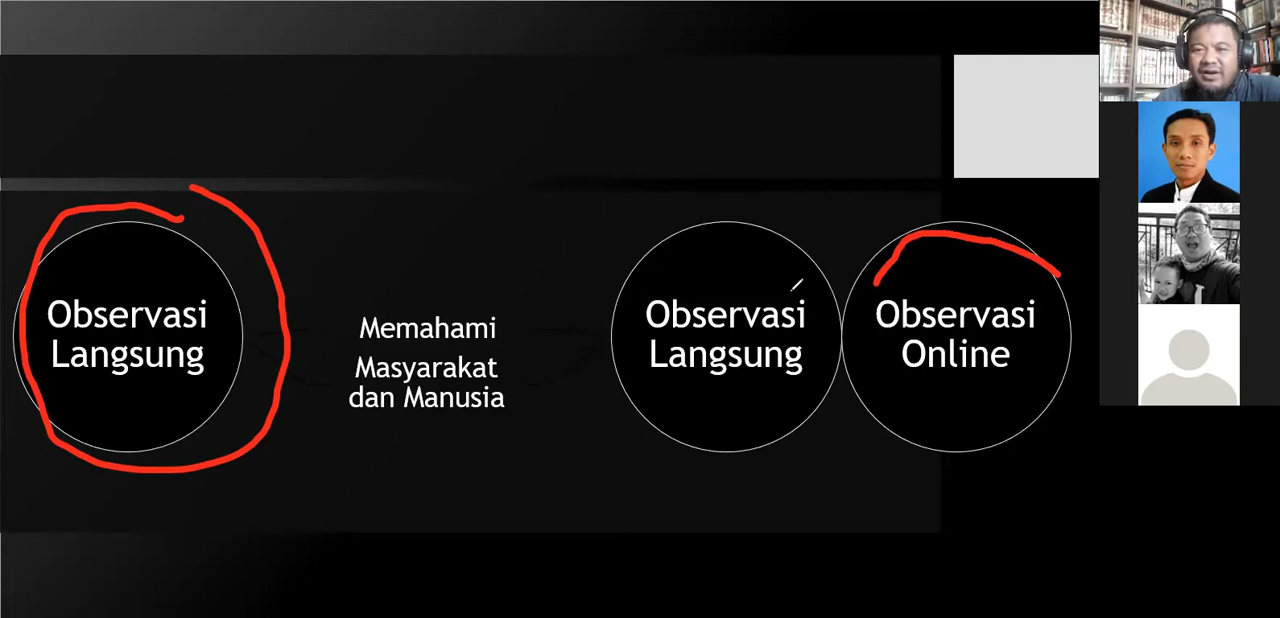 Observasi
Langsung
Memahami
Masyarakat
dan Manusia
Observasi
Langsung
Observasi
Online